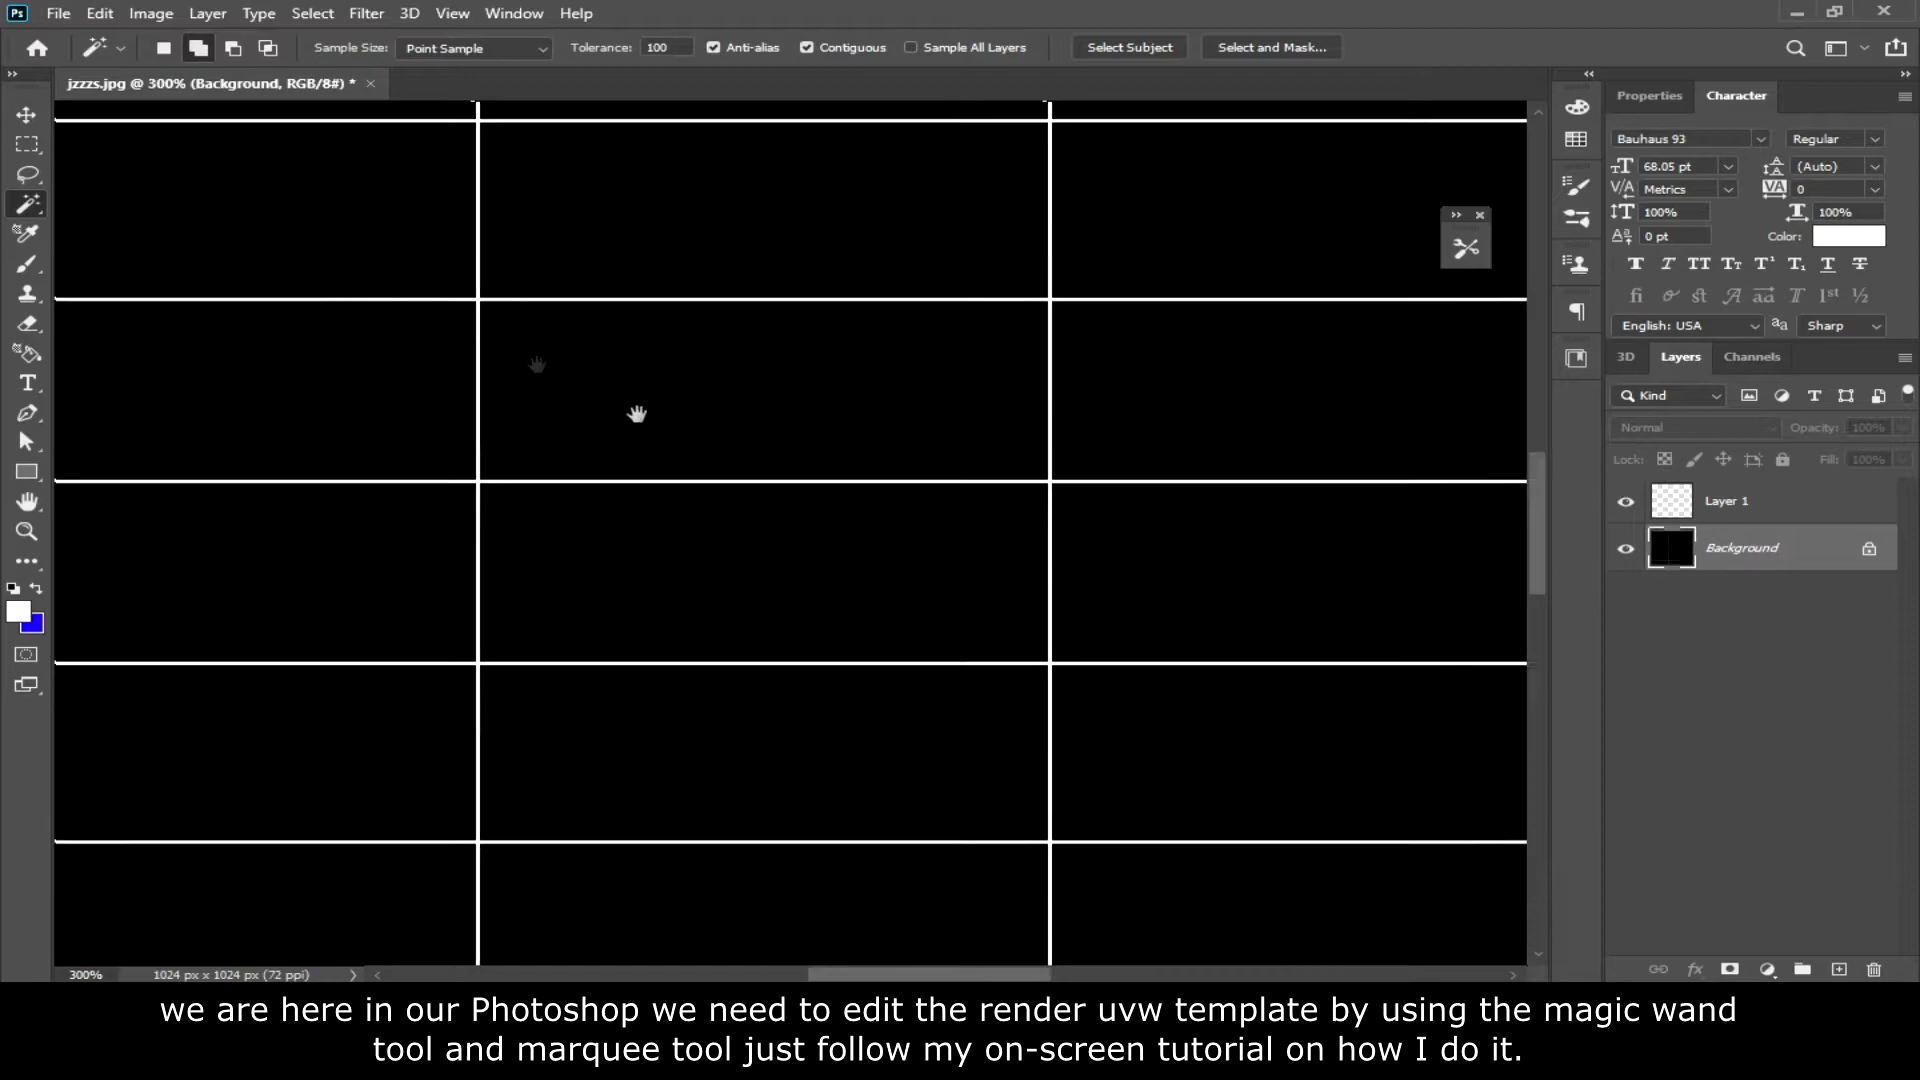 Ps File Edit Image Layer Type Select Filter 3D View Window Help
Sample Size: Point Sample Tolerance: 100 Anti-alias Contiguous Sample All Layers Select Subject Select and Mask...
jzzzs.jpg @ 300% (Background, RGB/8#) *
Properties Character
Bauhaus 93 Regular
68.05 pt (Auto)
Metrics 0
100% 100%
0 pt Color:
English: USA Sharp
3D Layers Channels
Kind
Normal Opacity: 100%
Lock: Fill: 100%
Layer 1
Background
300% 1024 px x 1024 px (72 ppi)
we are here in our Photoshop we need to edit the render uvw template by using the magic wand
tool and marquee tool just follow my on-screen tutorial on how I do it.